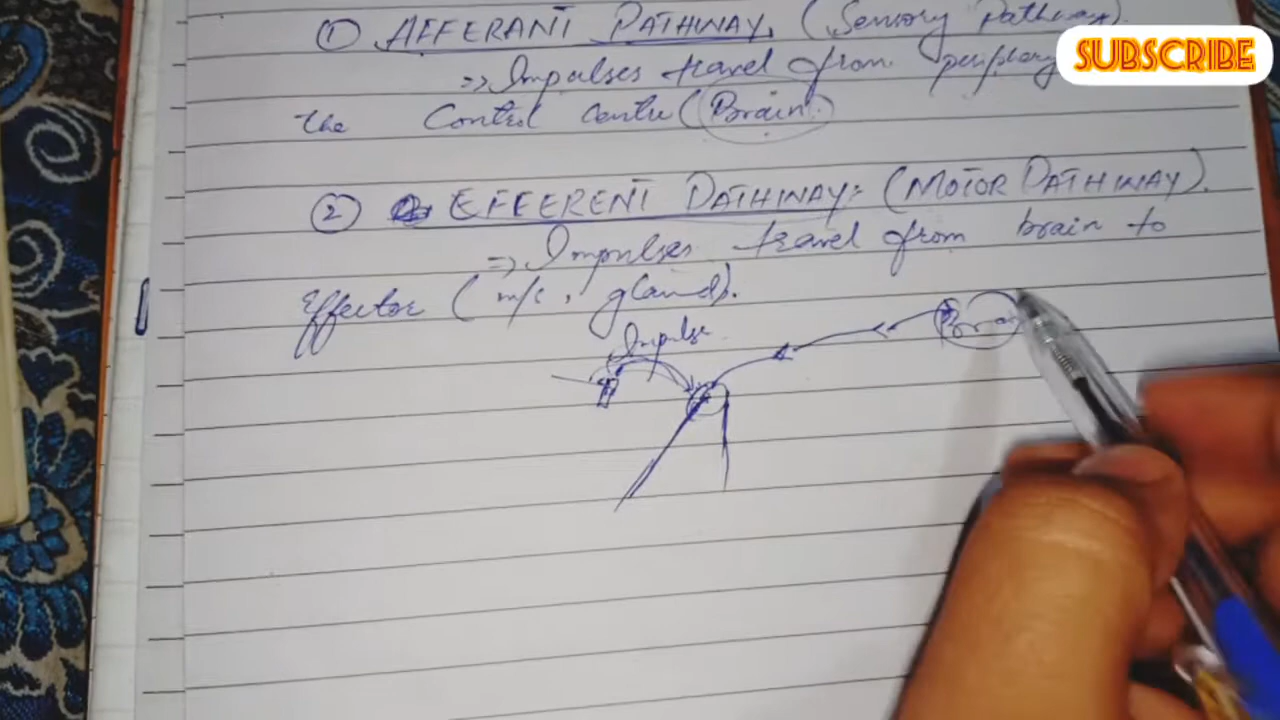 ① AFFERANT PATHWAY. (Sensory Pathway).
SUBSCRIBE
=> Impulses travel from periphery
the Control Centre (Brain).
② EFFERENT PATHWAY: (MOTOR PATHWAY).
=> Impulses travel from brain to
Effector (m/c, gland).
Impulse
Brain